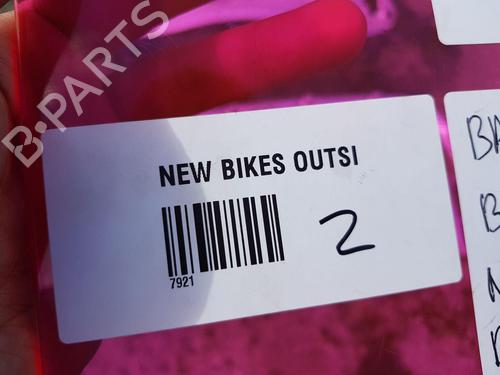 B-PARTS
NEW BIKES OUTSI
7921
2